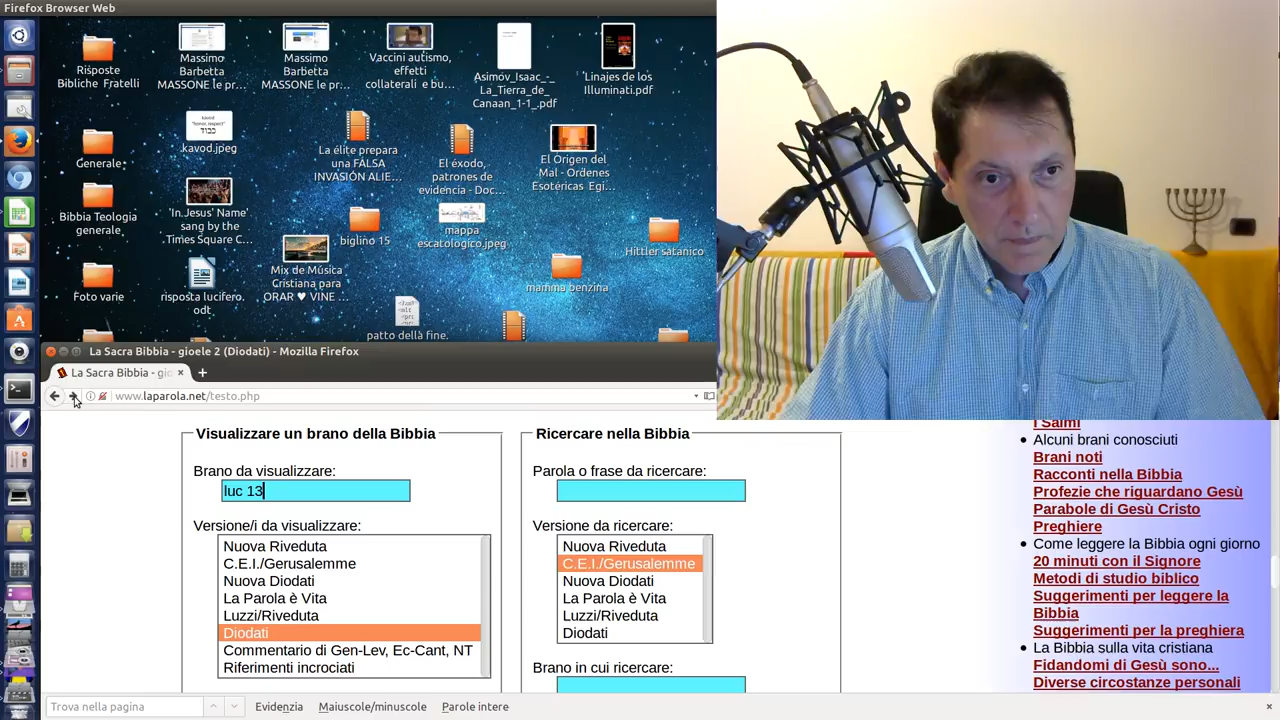 Firefox Browser Web
Risposte
Bibliche Fratelli
Massimo
Barbetta
MASSONE le pr...
Massimo
Barbetta
MASSONE le pr...
Vaccini autismo,
effetti
collaterali e bu...
Asimov_Isaac_-_
La_Tierra_de_
Canaan_1-1_.pdf
Linajes de los
Illuminati.pdf
Generale
kavod.jpeg
La élite prepara
una FALSA
INVASIÓN ALIE...
El éxodo,
patrones de
evidencia - Doc...
El Origen del
Mal - Ordenes
Esotéricas Egi...
Bibbia Teologia
generale
'In Jesus' Name'
sang by the
Times Square C...
biglino 15
mappa
escatologico.jpeg
Hittler satanico
Foto varie
risposta lucifero.
odt
Mix de Música
Cristiana para
ORAR ♥ VINE ...
mamma benzina
patto della fine.
La Sacra Bibbia - gioele 2 (Diodati) - Mozilla Firefox
La Sacra Bibbia - gio
www.laparola.net/testo.php
Visualizzare un brano della Bibbia
Brano da visualizzare:
luc 13
Versione/i da visualizzare:
Nuova Riveduta
C.E.I./Gerusalemme
Nuova Diodati
La Parola è Vita
Luzzi/Riveduta
Diodati
Commentario di Gen-Lev, Ec-Cant, NT
Riferimenti incrociati
Ricercare nella Bibbia
Parola o frase da ricercare:
Versione da ricercare:
Nuova Riveduta
C.E.I./Gerusalemme
Nuova Diodati
La Parola è Vita
Luzzi/Riveduta
Diodati
Brano in cui ricercare:
I Salmi
Alcuni brani conosciuti
Brani noti
Racconti nella Bibbia
Profezie che riguardano Gesù
Parabole di Gesù Cristo
Preghiere
Come leggere la Bibbia ogni giorno
20 minuti con il Signore
Metodi di studio biblico
Suggerimenti per leggere la
Bibbia
Suggerimenti per la preghiera
La Bibbia sulla vita cristiana
Fidandomi di Gesù sono...
Diverse circostanze personali
Trova nella pagina
Evidenzia
Maiuscole/minuscole
Parole intere